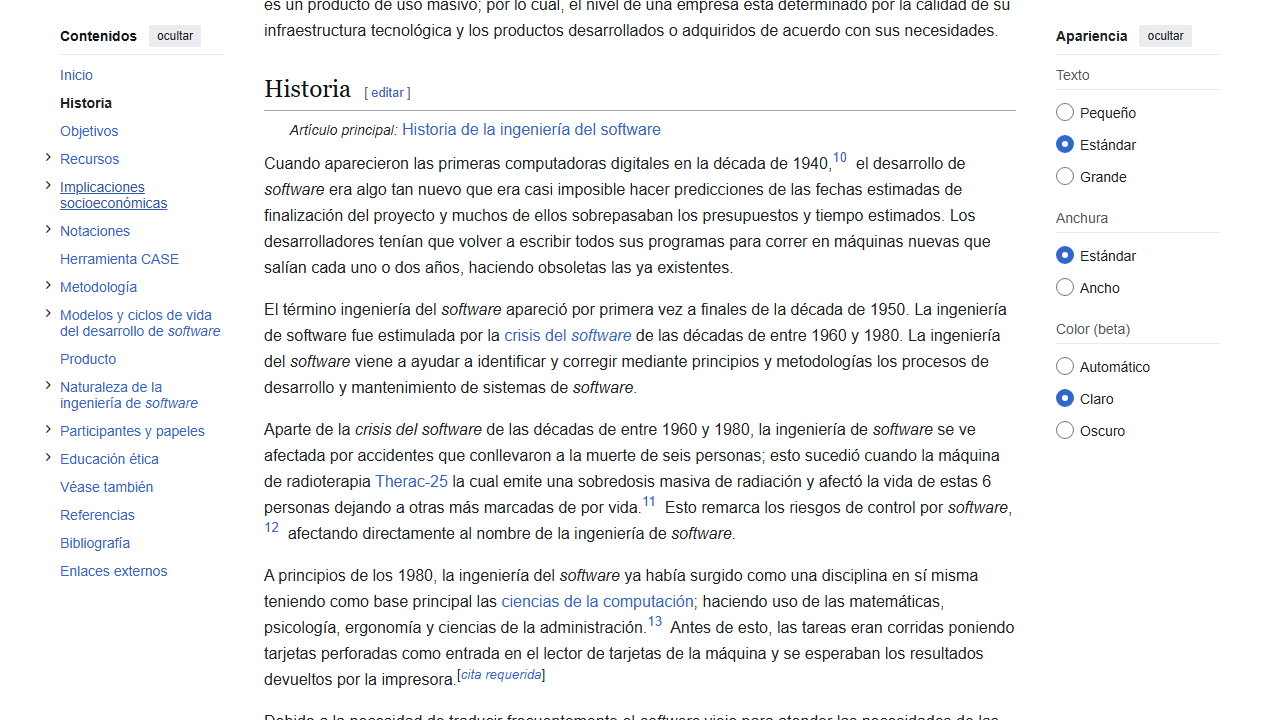 Contenidos ocultar
Inicio
Historia
Objetivos
Recursos
Implicaciones
socioeconómicas
Notaciones
Herramienta CASE
Metodología
Modelos y ciclos de vida
del desarrollo de software
Producto
Naturaleza de la
ingeniería de software
Participantes y papeles
Educación ética
Véase también
Referencias
Bibliografía
Enlaces externos
es un producto de uso masivo; por lo cual, el nivel de una empresa está determinado por la calidad de su
infraestructura tecnológica y los productos desarrollados o adquiridos de acuerdo con sus necesidades.
Historia [ editar ]
Artículo principal: Historia de la ingeniería del software
Cuando aparecieron las primeras computadoras digitales en la década de 1940,10 el desarrollo de
software era algo tan nuevo que era casi imposible hacer predicciones de las fechas estimadas de
finalización del proyecto y muchos de ellos sobrepasaban los presupuestos y tiempo estimados. Los
desarrolladores tenían que volver a escribir todos sus programas para correr en máquinas nuevas que
salían cada uno o dos años, haciendo obsoletas las ya existentes.
El término ingeniería del software apareció por primera vez a finales de la década de 1950. La ingeniería
de software fue estimulada por la crisis del software de las décadas de entre 1960 y 1980. La ingeniería
del software viene a ayudar a identificar y corregir mediante principios y metodologías los procesos de
desarrollo y mantenimiento de sistemas de software.
Aparte de la crisis del software de las décadas de entre 1960 y 1980, la ingeniería de software se ve
afectada por accidentes que conllevaron a la muerte de seis personas; esto sucedió cuando la máquina
de radioterapia Therac-25 la cual emite una sobredosis masiva de radiación y afectó la vida de estas 6
personas dejando a otras más marcadas de por vida.11 Esto remarca los riesgos de control por software,
12 afectando directamente al nombre de la ingeniería de software.
A principios de los 1980, la ingeniería del software ya había surgido como una disciplina en sí misma
teniendo como base principal las ciencias de la computación; haciendo uso de las matemáticas,
psicología, ergonomía y ciencias de la administración.13 Antes de esto, las tareas eran corridas poniendo
tarjetas perforadas como entrada en el lector de tarjetas de la máquina y se esperaban los resultados
devueltos por la impresora.[cita requerida]
Debido a la necesidad de traducir frecuentemente el software viejo para atender las necesidades de las
Apariencia ocultar
Texto
Pequeño
Estándar
Grande
Anchura
Estándar
Ancho
Color (beta)
Automático
Claro
Oscuro